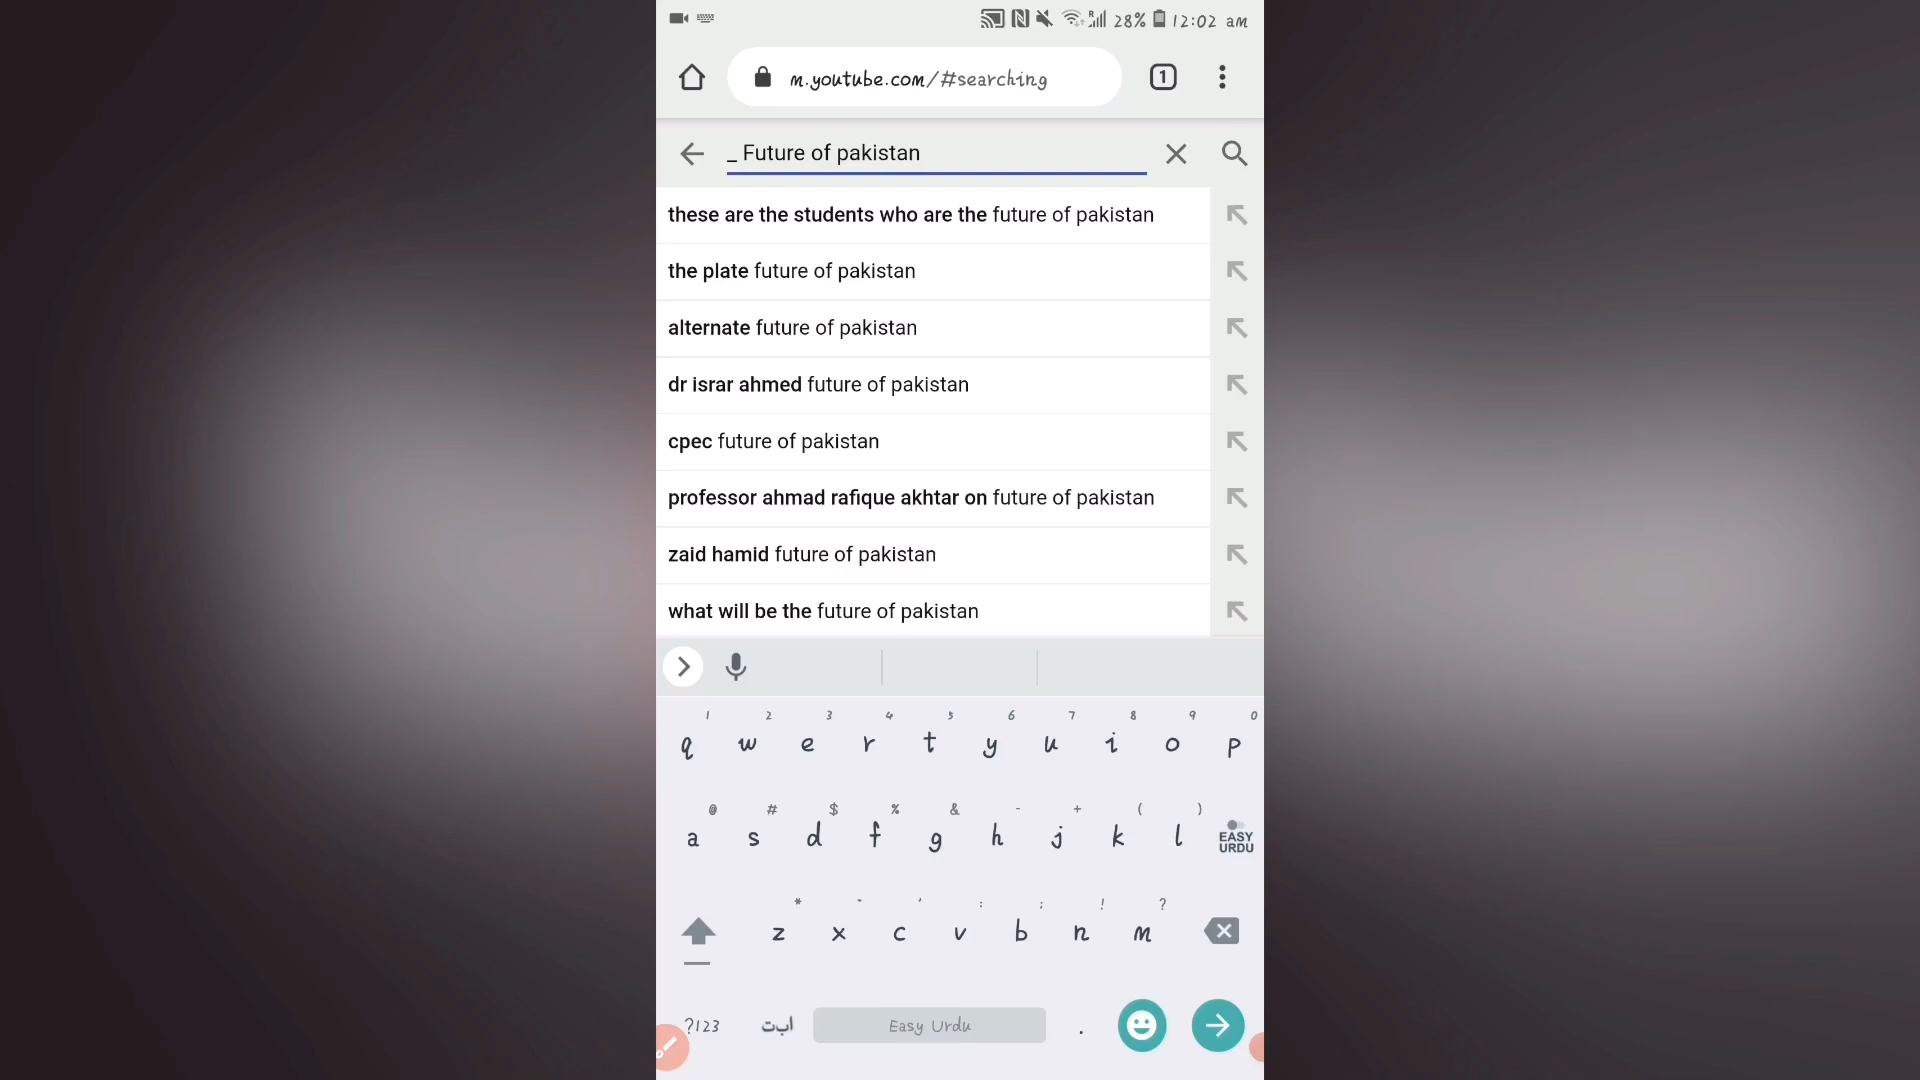 28% 12:02 am
m.youtube.com/#searching
1
_ Future of pakistan
these are the students who are the future of pakistan
the plate future of pakistan
alternate future of pakistan
dr israr ahmed future of pakistan
cpec future of pakistan
professor ahmad rafique akhtar on future of pakistan
zaid hamid future of pakistan
what will be the future of pakistan
1 2 3 4 5 6 7 8 9 0
q w e r t y u i o p
@ # $ % & - + ( )
a s d f g h j k l EASY URDU
* " ' : ; ! ?
z x c v b n m
?123 ابت Easy Urdu .